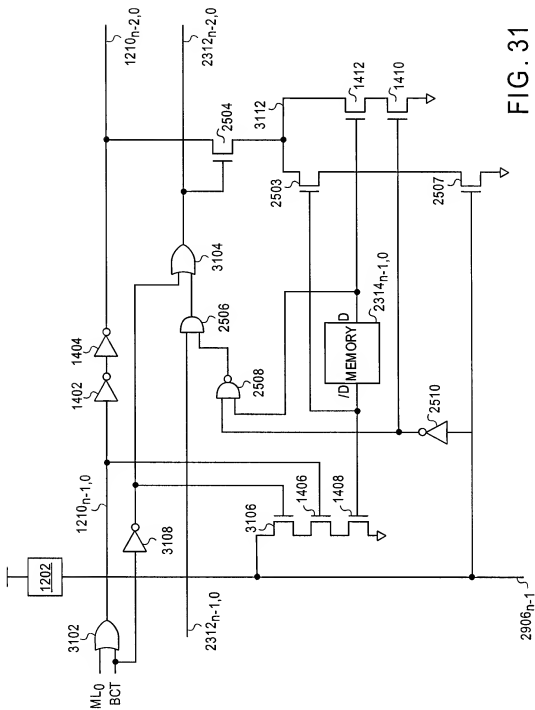 1210n-2,0
2312n-2,0
2504
3112
1412
1410
2503
2507
3104
2506
2508
2314n-1,0
/D MEMORY D
1404
1402
2510
1210n-1,0
3108
3106
1406
1408
1202
3102
ML0
BCT
2312n-1,0
2906n-1
FIG. 31